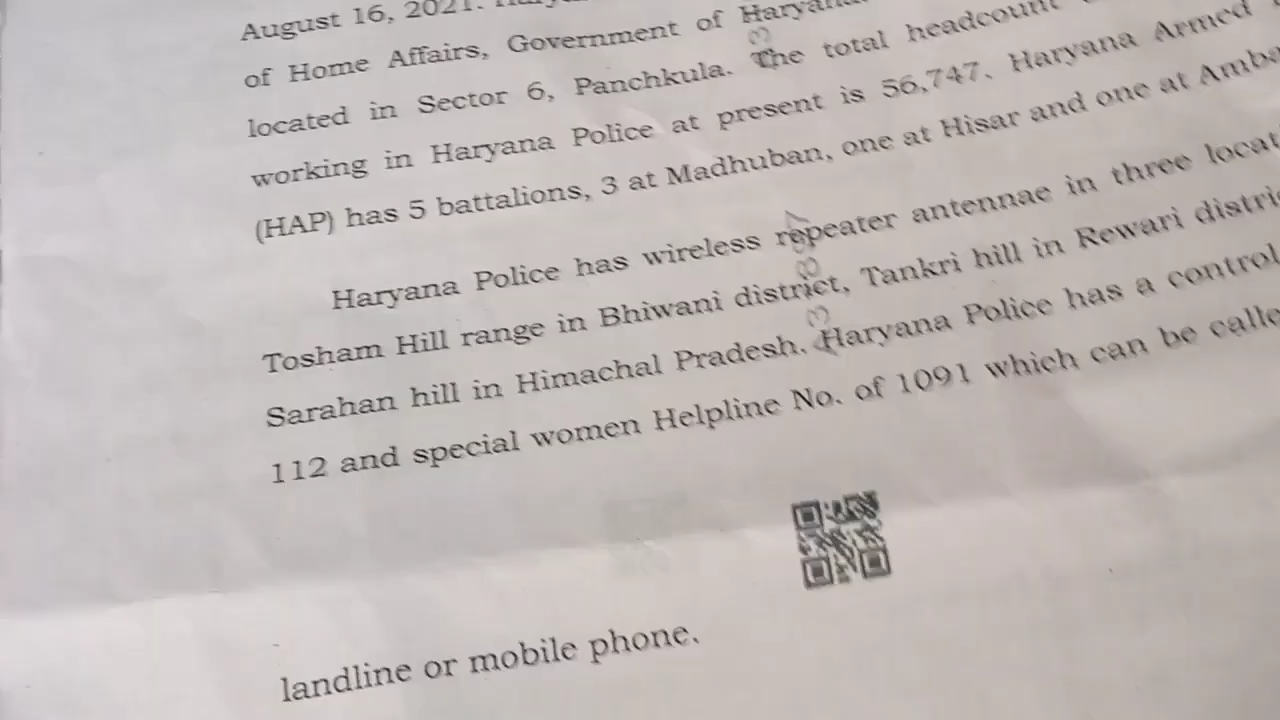 August 16, 2021.
of Home Affairs, Government of Haryana
located in Sector 6, Panchkula. The total headcount
working in Haryana Police at present is 56,747. Haryana Armed
(HAP) has 5 battalions, 3 at Madhuban, one at Hisar and one at
Haryana Police has wireless repeater antennae in three
Tosham Hill range in Bhiwani district, Tankri hill in Rewari
Sarahan hill in Himachal Pradesh. Haryana Police has a control
112 and special women Helpline No. of 1091 which can be
landline or mobile phone.